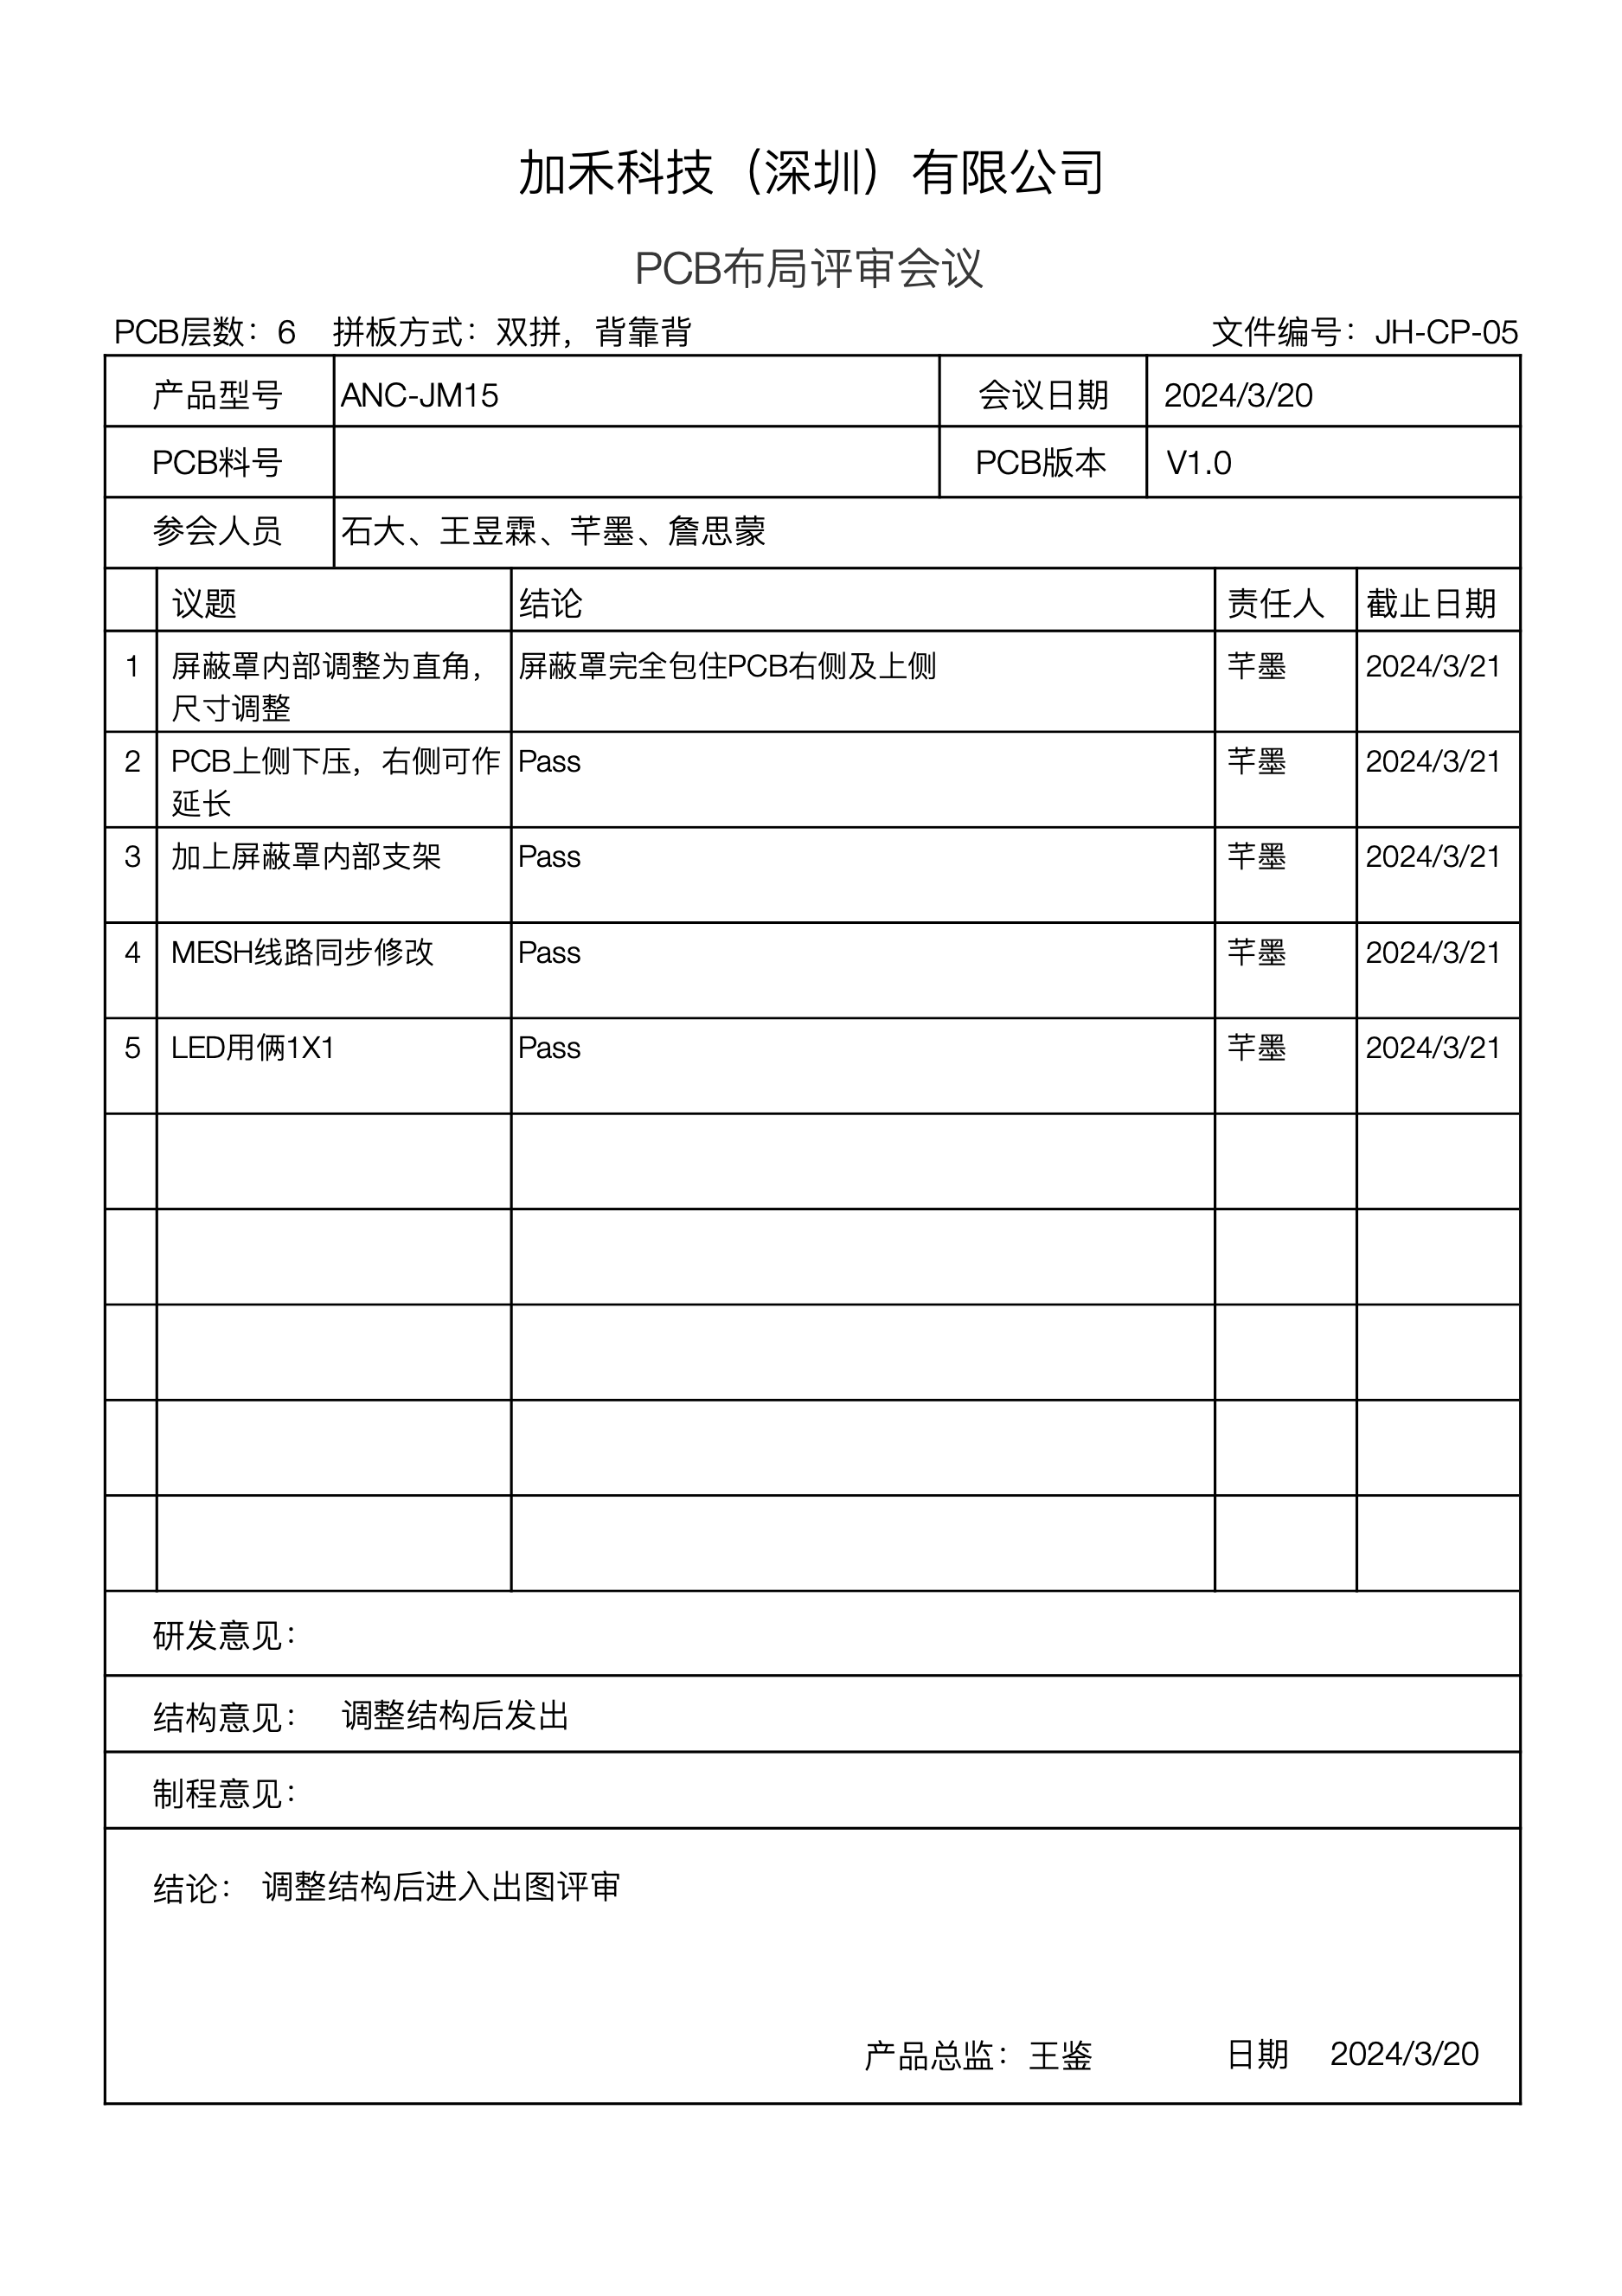 加禾科技（深圳）有限公司
PCB布局评审会议
PCB层数：6 拼板方式：双拼，背靠背 文件编号：JH-CP-05
产品型号 ANC-JM15 会议日期 2024/3/20
PCB料号 PCB版本 V1.0
参会人员 石大、王昱霖、芊墨、詹思蒙
议题 结论 责任人 截止日期
1 屏蔽罩内部调整为直角， 屏蔽罩完全包住PCB右侧及上侧 芊墨 2024/3/21
尺寸调整
2 PCB上侧下压，右侧可作 Pass 芊墨 2024/3/21
延长
3 加上屏蔽罩内部支架 Pass 芊墨 2024/3/21
4 MESH线路同步修改 Pass 芊墨 2024/3/21
5 LED用俩1X1 Pass 芊墨 2024/3/21
研发意见：
结构意见： 调整结构后发出
制程意见：
结论： 调整结构后进入出图评审
产品总监：王鉴 日期 2024/3/20